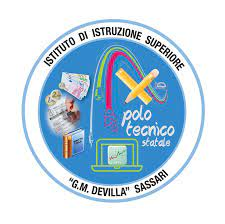 ISTITUTO DI ISTRUZIONE SUPERIORE
polo
tecnico
statale
"G.M. DEVILLA" SASSARI